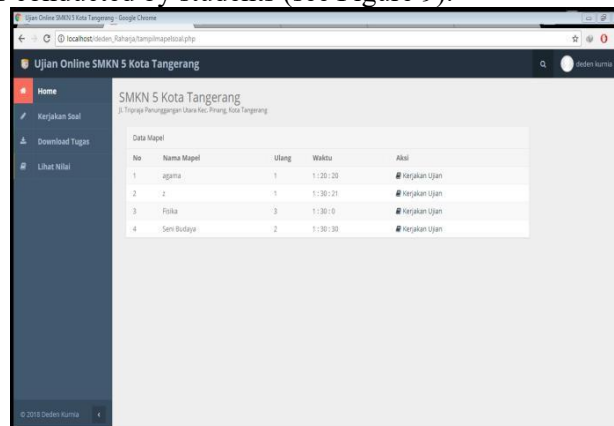 conducted by students (see Figure 9).
Ujian Online SMKN 5 Kota Tangerang - Google Chrome
localhost/deden_Raharja/tampilmapelsoal.php
Ujian Online SMKN 5 Kota Tangerang
deden kurnia
Home
Kerjakan Soal
Download Tugas
Lihat Nilai
SMKN 5 Kota Tangerang
Jl. Tripraja Panunggangan Utara Kec. Pinang, Kota Tangerang
Data Mapel
No Nama Mapel Ulang Waktu Aksi
1 agama 1 1 : 20 : 20 Kerjakan Ujian
2 z 1 1 : 30 : 21 Kerjakan Ujian
3 Fisika 3 1 : 30 : 0 Kerjakan Ujian
4 Seni Budaya 2 1 : 30 : 30 Kerjakan Ujian
© 2018 Deden Kurnia